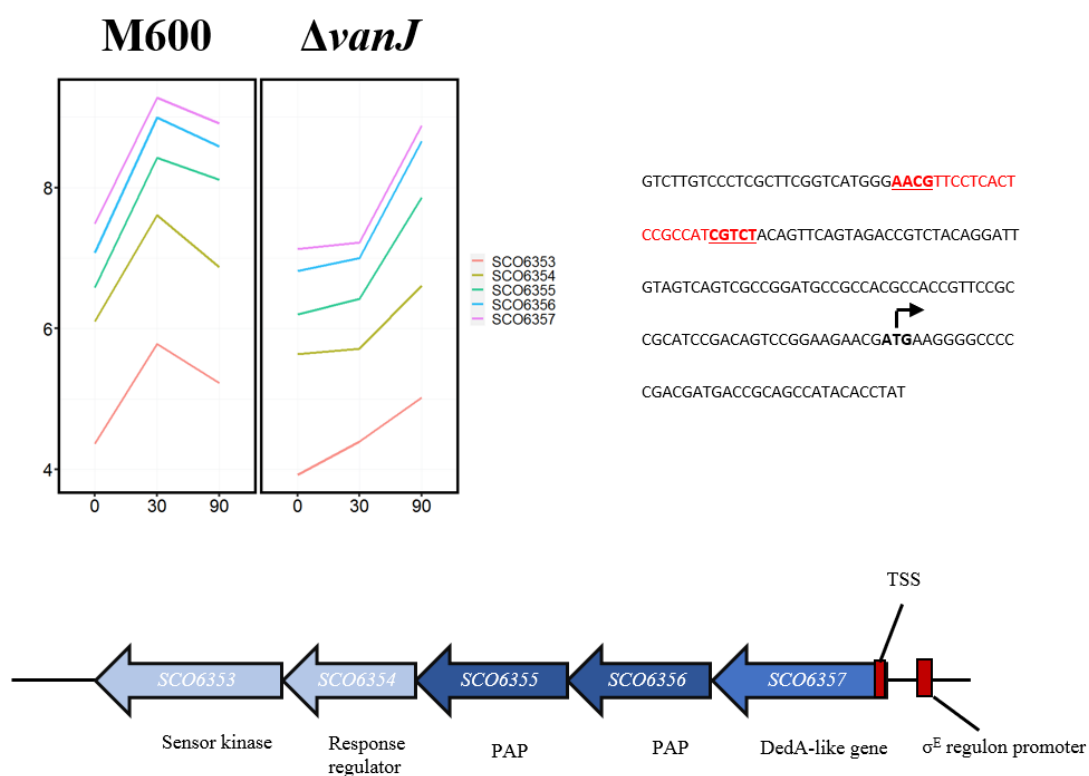 M600 ΔvanJ
8
6
4
0 30 90 0 30 90
SCO6353
SCO6354
SCO6355
SCO6356
SCO6357
GTCTTGTCCCTCGCTTCGGTCATGGGAACGTTCCTCACT
CCGCCATCGTCTACAGTTCAGTAGACCGTCTACAGGATT
GTAGTCAGTCGCCGGATGCCGCCACGCCACCGTTCCGC
CGCATCCGACAGTCCGGAAGAACGATGAAGGGGCCCC
CGACGATGACCGCAGCCATACACCTAT
TSS
SCO6353 SCO6354 SCO6355 SCO6356 SCO6357
Sensor kinase Response regulator PAP PAP DedA-like gene σE regulon promoter